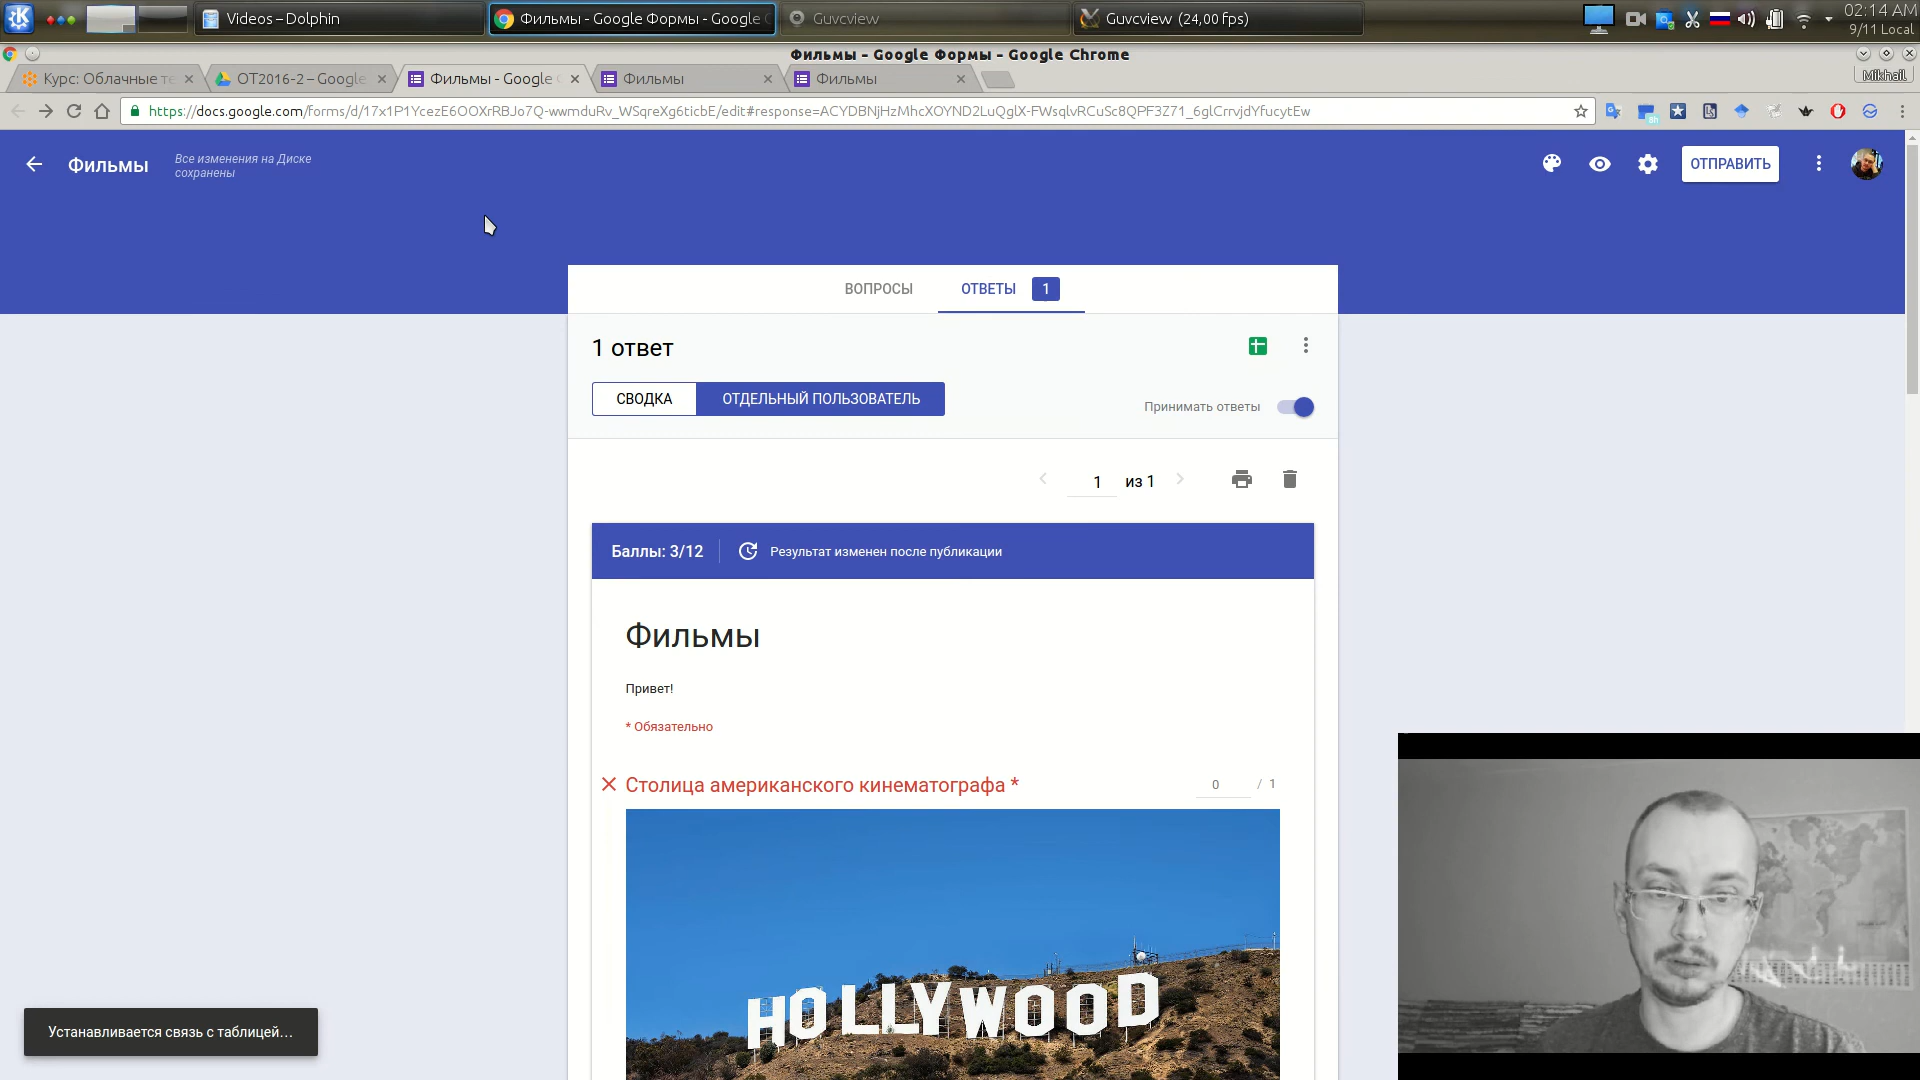 Videos – Dolphin
Фильмы - Google Формы - Google C
Guvcview
Guvcview (24,00 fps)
02:14 AM
9/11 Local
Фильмы - Google Формы - Google Chrome
Курс: Облачные те
OT2016-2 – Google
Фильмы - Google
Фильмы
Фильмы
Mikhail
https://docs.google.com/forms/d/17x1P1YcezE6OOXrRBJo7Q-wwmduRv_WSqreXg6ticbE/edit#response=ACYDBNjHzMhcXOYND2LuQglX-FWsqlvRCuSc8QPF3Z71_6glCrrvjdYfucytEw
Фильмы
Все изменения на Диске
сохранены
ОТПРАВИТЬ
ВОПРОСЫ
ОТВЕТЫ
1
1 ответ
СВОДКА
ОТДЕЛЬНЫЙ ПОЛЬЗОВАТЕЛЬ
Принимать ответы
1 из 1
Баллы: 3/12
Результат изменен после публикации
Фильмы
Привет!
* Обязательно
Столица американского кинематографа *
0 / 1
HOLLYWOOD
Устанавливается связь с таблицей…